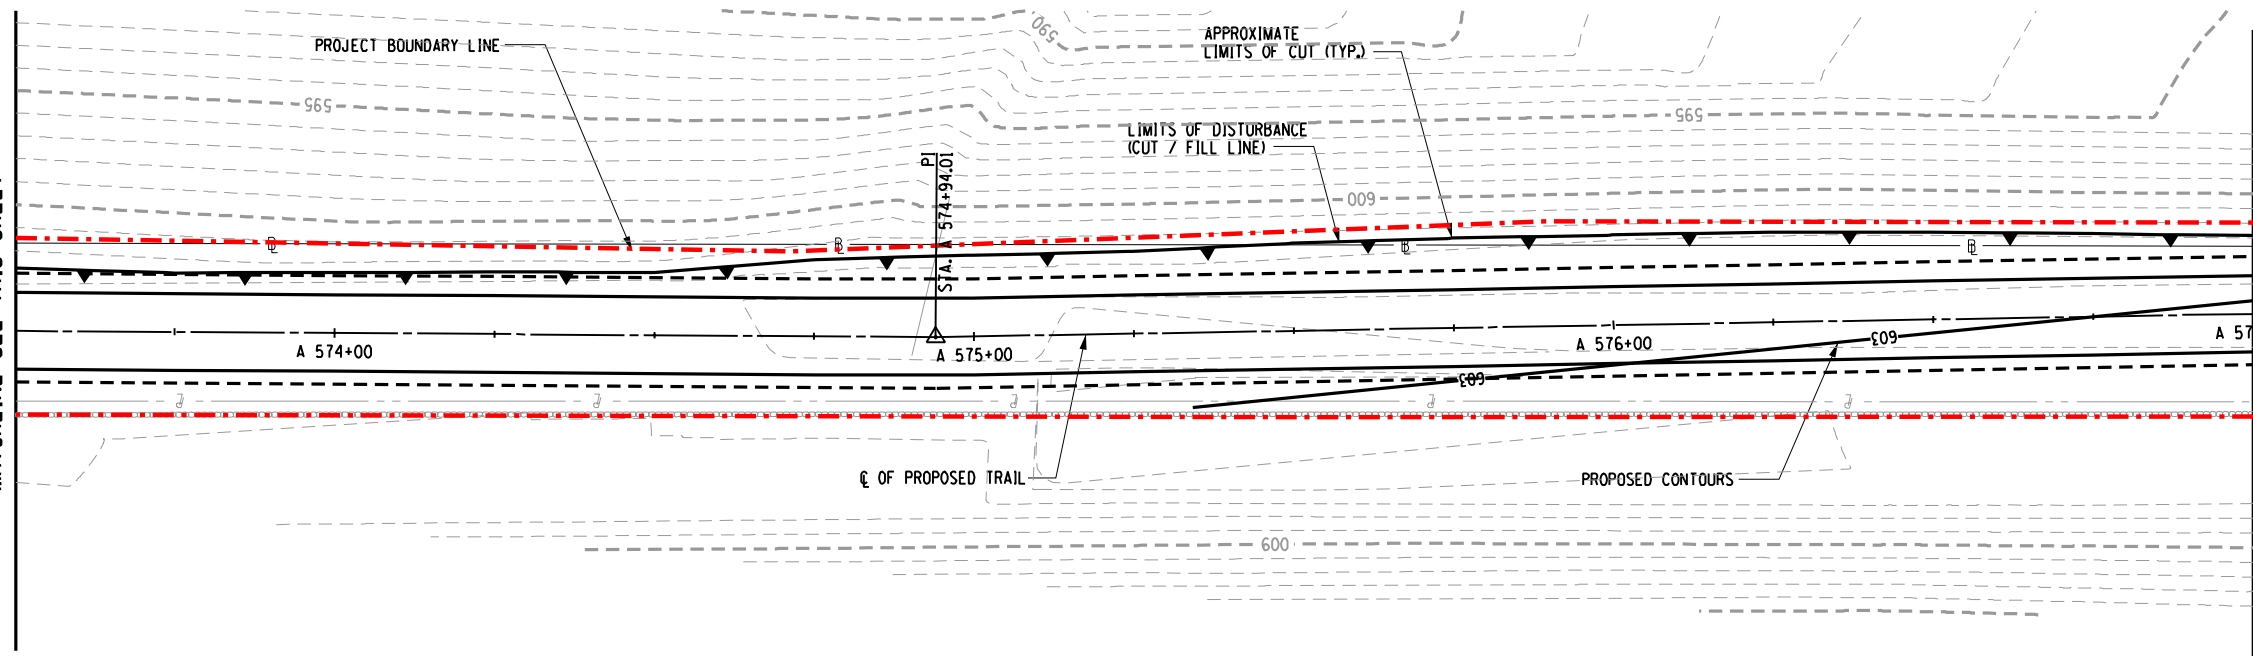 590
APPROXIMATE
LIMITS OF CUT (TYP.)
PROJECT BOUNDARY LINE
595
595
LIMITS OF DISTURBANCE
(CUT / FILL LINE)
PI
STA. A 574+94.01
600
A 574+00
A 575+00
A 576+00
A 57
603
603
℄ OF PROPOSED TRAIL
PROPOSED CONTOURS
600